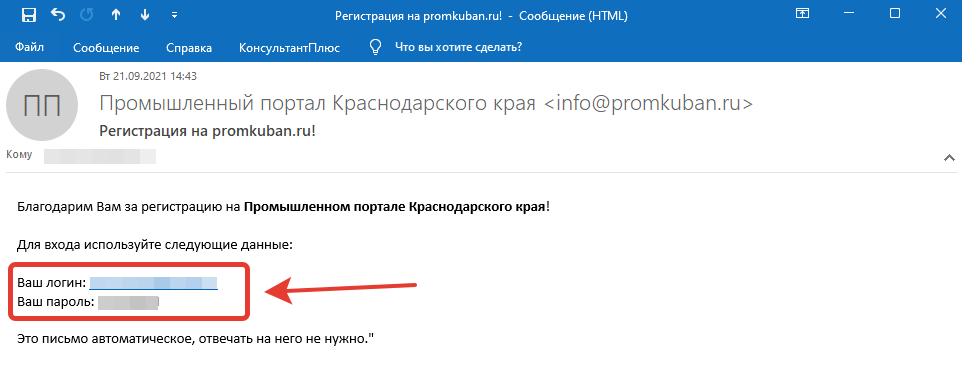 Регистрация на promkuban.ru! - Сообщение (HTML)
Файл Сообщение Справка КонсультантПлюс Что вы хотите сделать?
Вт 21.09.2021 14:43
ПП
Промышленный портал Краснодарского края <info@promkuban.ru>
Регистрация на promkuban.ru!
Кому
Благодарим Вам за регистрацию на Промышленном портале Краснодарского края!
Для входа используйте следующие данные:
Ваш логин:
Ваш пароль:
Это письмо автоматическое, отвечать на него не нужно."